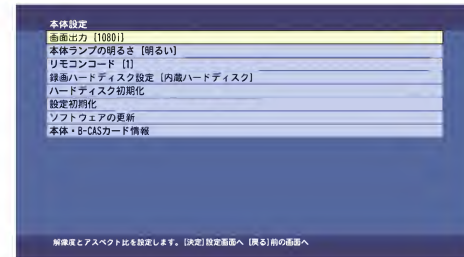 本体設定
画面出力 [1080i]
本体ランプの明るさ [明るい]
リモコンコード [1]
録画ハードディスク設定 [内蔵ハードディスク]
ハードディスク初期化
設定初期化
ソフトウェアの更新
本体・B-CASカード情報
解像度とアスペクト比を設定します。[決定]設定画面へ [戻る]前の画面へ